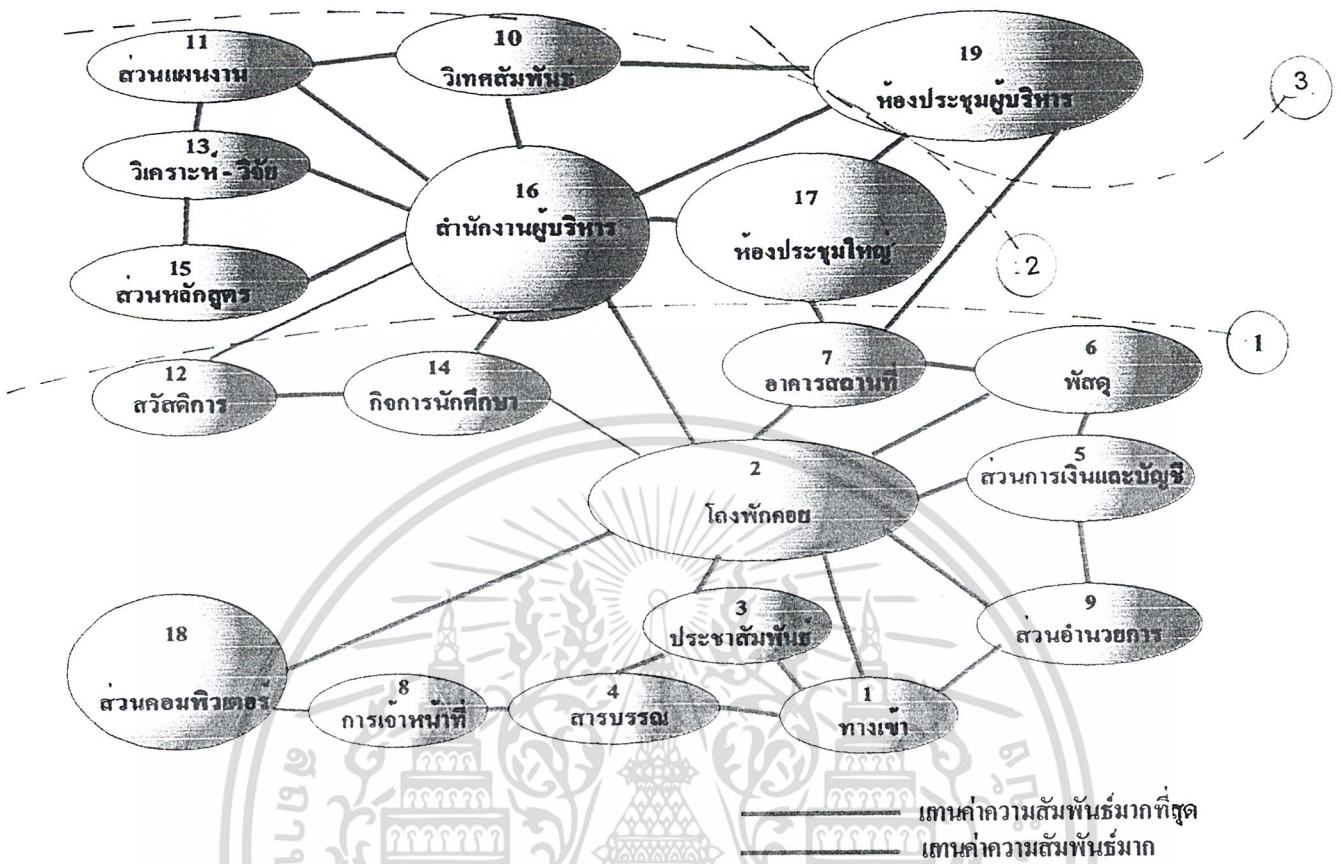 11
ส่วนแผนงาน
10
วิเทศสัมพันธ์
19
ห้องประชุมผู้บริหาร
3
13
วิเคราะห์ - วิจัย
16
สำนักงานผู้บริหาร
17
ห้องประชุมใหญ่
15
ส่วนหลักสูตร
2
1
12
สวัสดิการ
14
กิจการนักศึกษา
7
อาคารสถานที่
6
พัสดุ
2
โถงพักคอย
5
ส่วนการเงินและบัญชี
18
ส่วนคอมพิวเตอร์
3
ประชาสัมพันธ์
9
ส่วนอำนวยการ
8
การเจ้าหน้าที่
4
สารบรรณ
1
ทางเข้า
แทนค่าความสัมพันธ์มากที่สุด
แทนค่าความสัมพันธ์มาก